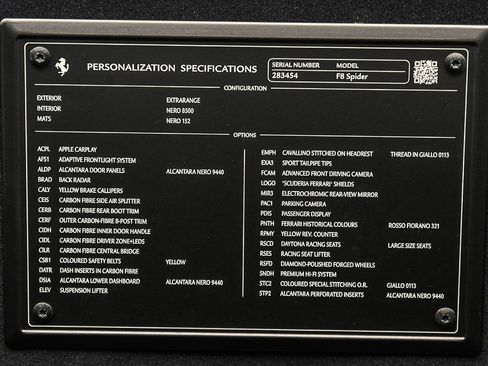 PERSONALIZATION SPECIFICATIONS
SERIAL NUMBER MODEL
283454 F8 Spider
CONFIGURATION
EXTERIOR EXTRARANGE
INTERIOR NERO 8500
MATS NERO 152
OPTIONS
ACPL APPLE CARPLAY
AFS1 ADAPTIVE FRONTLIGHT SYSTEM
ALDP ALCANTARA DOOR PANELS ALCANTARA NERO 9440
BRAD BACK RADAR
CALY YELLOW BRAKE CALLIPERS
CEIS CARBON FIBRE SIDE AIR SPLITTER
CERB CARBON FIBRE REAR BOOT TRIM
CERF OUTER CARBON-FIBRE B-POST TRIM
CIDH CARBON FIBRE INNER DOOR HANDLE
CIDL CARBON FIBRE DRIVER ZONE+LEDS
CILR CARBON FIBRE CENTRAL BRIDGE
CSB1 COLOURED SAFETY BELTS YELLOW
DATR DASH INSERTS IN CARBON FIBRE
DSIA ALCANTARA LOWER DASHBOARD ALCANTARA NERO 9440
ELEV SUSPENSION LIFTER
EMPH CAVALLINO STITCHED ON HEADREST THREAD IN GIALLO 0113
EXA3 SPORT TAILPIPE TIPS
FCAM ADVANCED FRONT DRIVING CAMERA
LOGO "SCUDERIA FERRARI" SHIELDS
MIR3 ELECTROCHROMIC REAR-VIEW MIRROR
PAC1 PARKING CAMERA
PDIS PASSENGER DISPLAY
PNTH FERRARI HISTORICAL COLOURS ROSSO FIORANO 321
RPMY YELLOW REV. COUNTER
RSCD DAYTONA RACING SEATS LARGE SIZE SEATS
RSES RACING SEAT LIFTER
RSFD DIAMOND-POLISHED FORGED WHEELS
SNDH PREMIUM HI-FI SYSTEM
STC2 COLOURED SPECIAL STITCHING O.R. GIALLO 0113
STP2 ALCANTARA PERFORATED INSERTS ALCANTARA NERO 9440